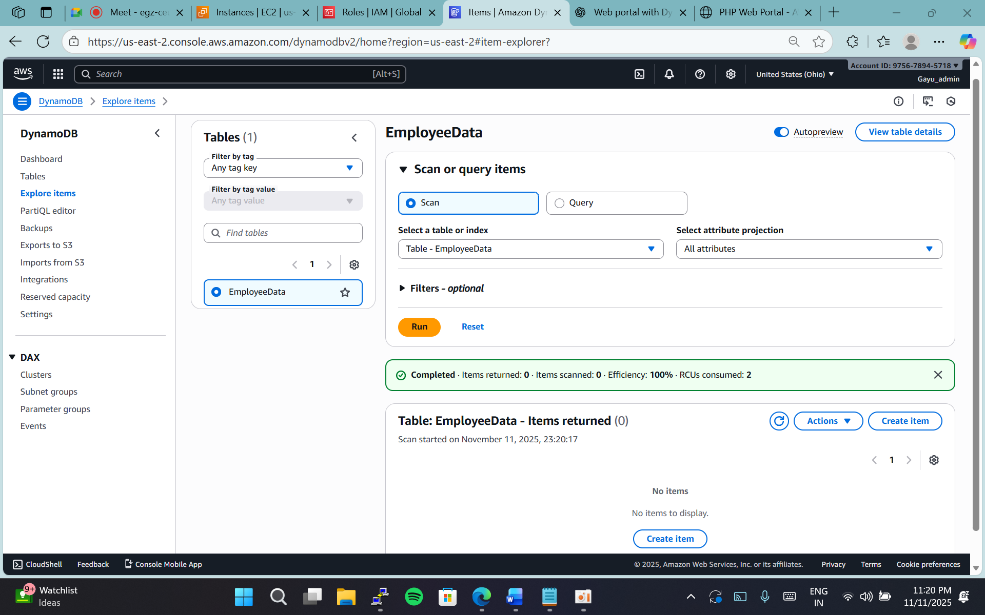 Meet - egz-ce
Instances | EC2 | us-
Roles | IAM | Global
Items | Amazon Dy
Web portal with Dy
PHP Web Portal - A
https://us-east-2.console.aws.amazon.com/dynamodbv2/home?region=us-east-2#item-explorer?
aws
Search
[Alt+S]
United States (Ohio)
Account ID: 9756-7894-5718
Gayu_admin
DynamoDB
Explore items
DynamoDB
Dashboard
Tables
Explore items
PartiQL editor
Backups
Exports to S3
Imports from S3
Integrations
Reserved capacity
Settings
DAX
Clusters
Subnet groups
Parameter groups
Events
Tables (1)
Filter by tag
Any tag key
Filter by tag value
Any tag value
Find tables
1
EmployeeData
EmployeeData
Autopreview
View table details
Scan or query items
Scan
Query
Select a table or index
Table - EmployeeData
Select attribute projection
All attributes
Filters - optional
Run
Reset
Completed · Items returned: 0 · Items scanned: 0 · Efficiency: 100% · RCUs consumed: 2
Table: EmployeeData - Items returned (0)
Scan started on November 11, 2025, 23:20:17
Actions
Create item
1
No items
No items to display.
Create item
CloudShell
Feedback
Console Mobile App
© 2025, Amazon Web Services, Inc. or its affiliates.
Privacy
Terms
Cookie preferences
Watchlist
Ideas
ENG
IN
11:20 PM
11/11/2025